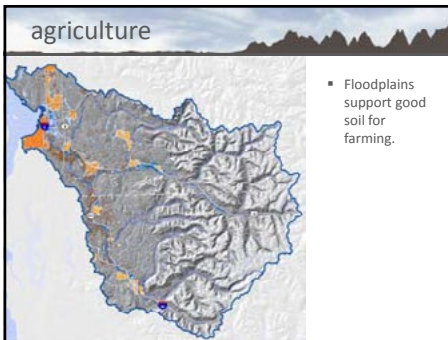 agriculture
▪ Floodplains
support good
soil for
farming.